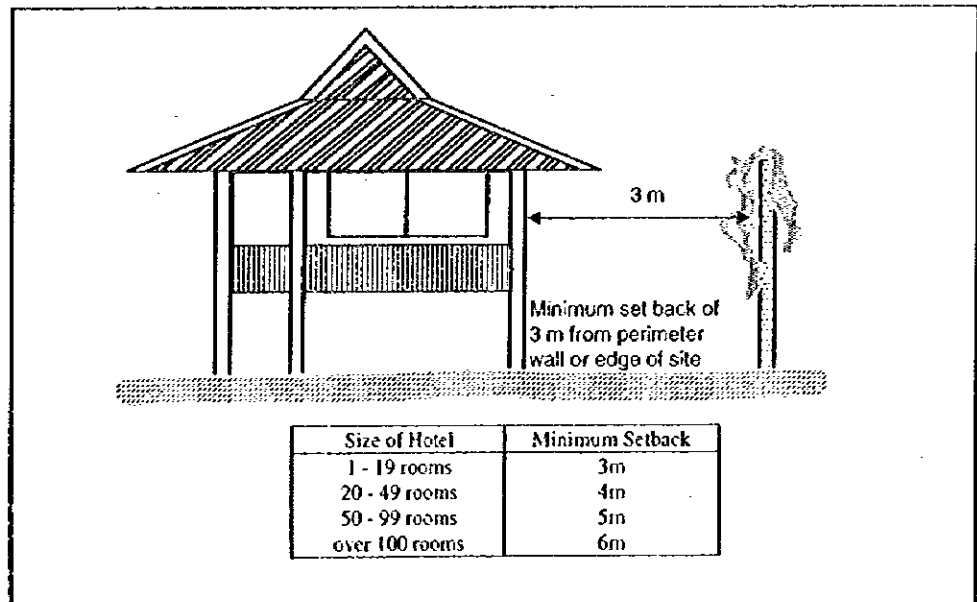 3 m
Minimum set back of
3 m from perimeter
wall or edge of site
Size of Hotel Minimum Setback
1 - 19 rooms 3m
20 - 49 rooms 4m
50 - 99 rooms 5m
over 100 rooms 6m